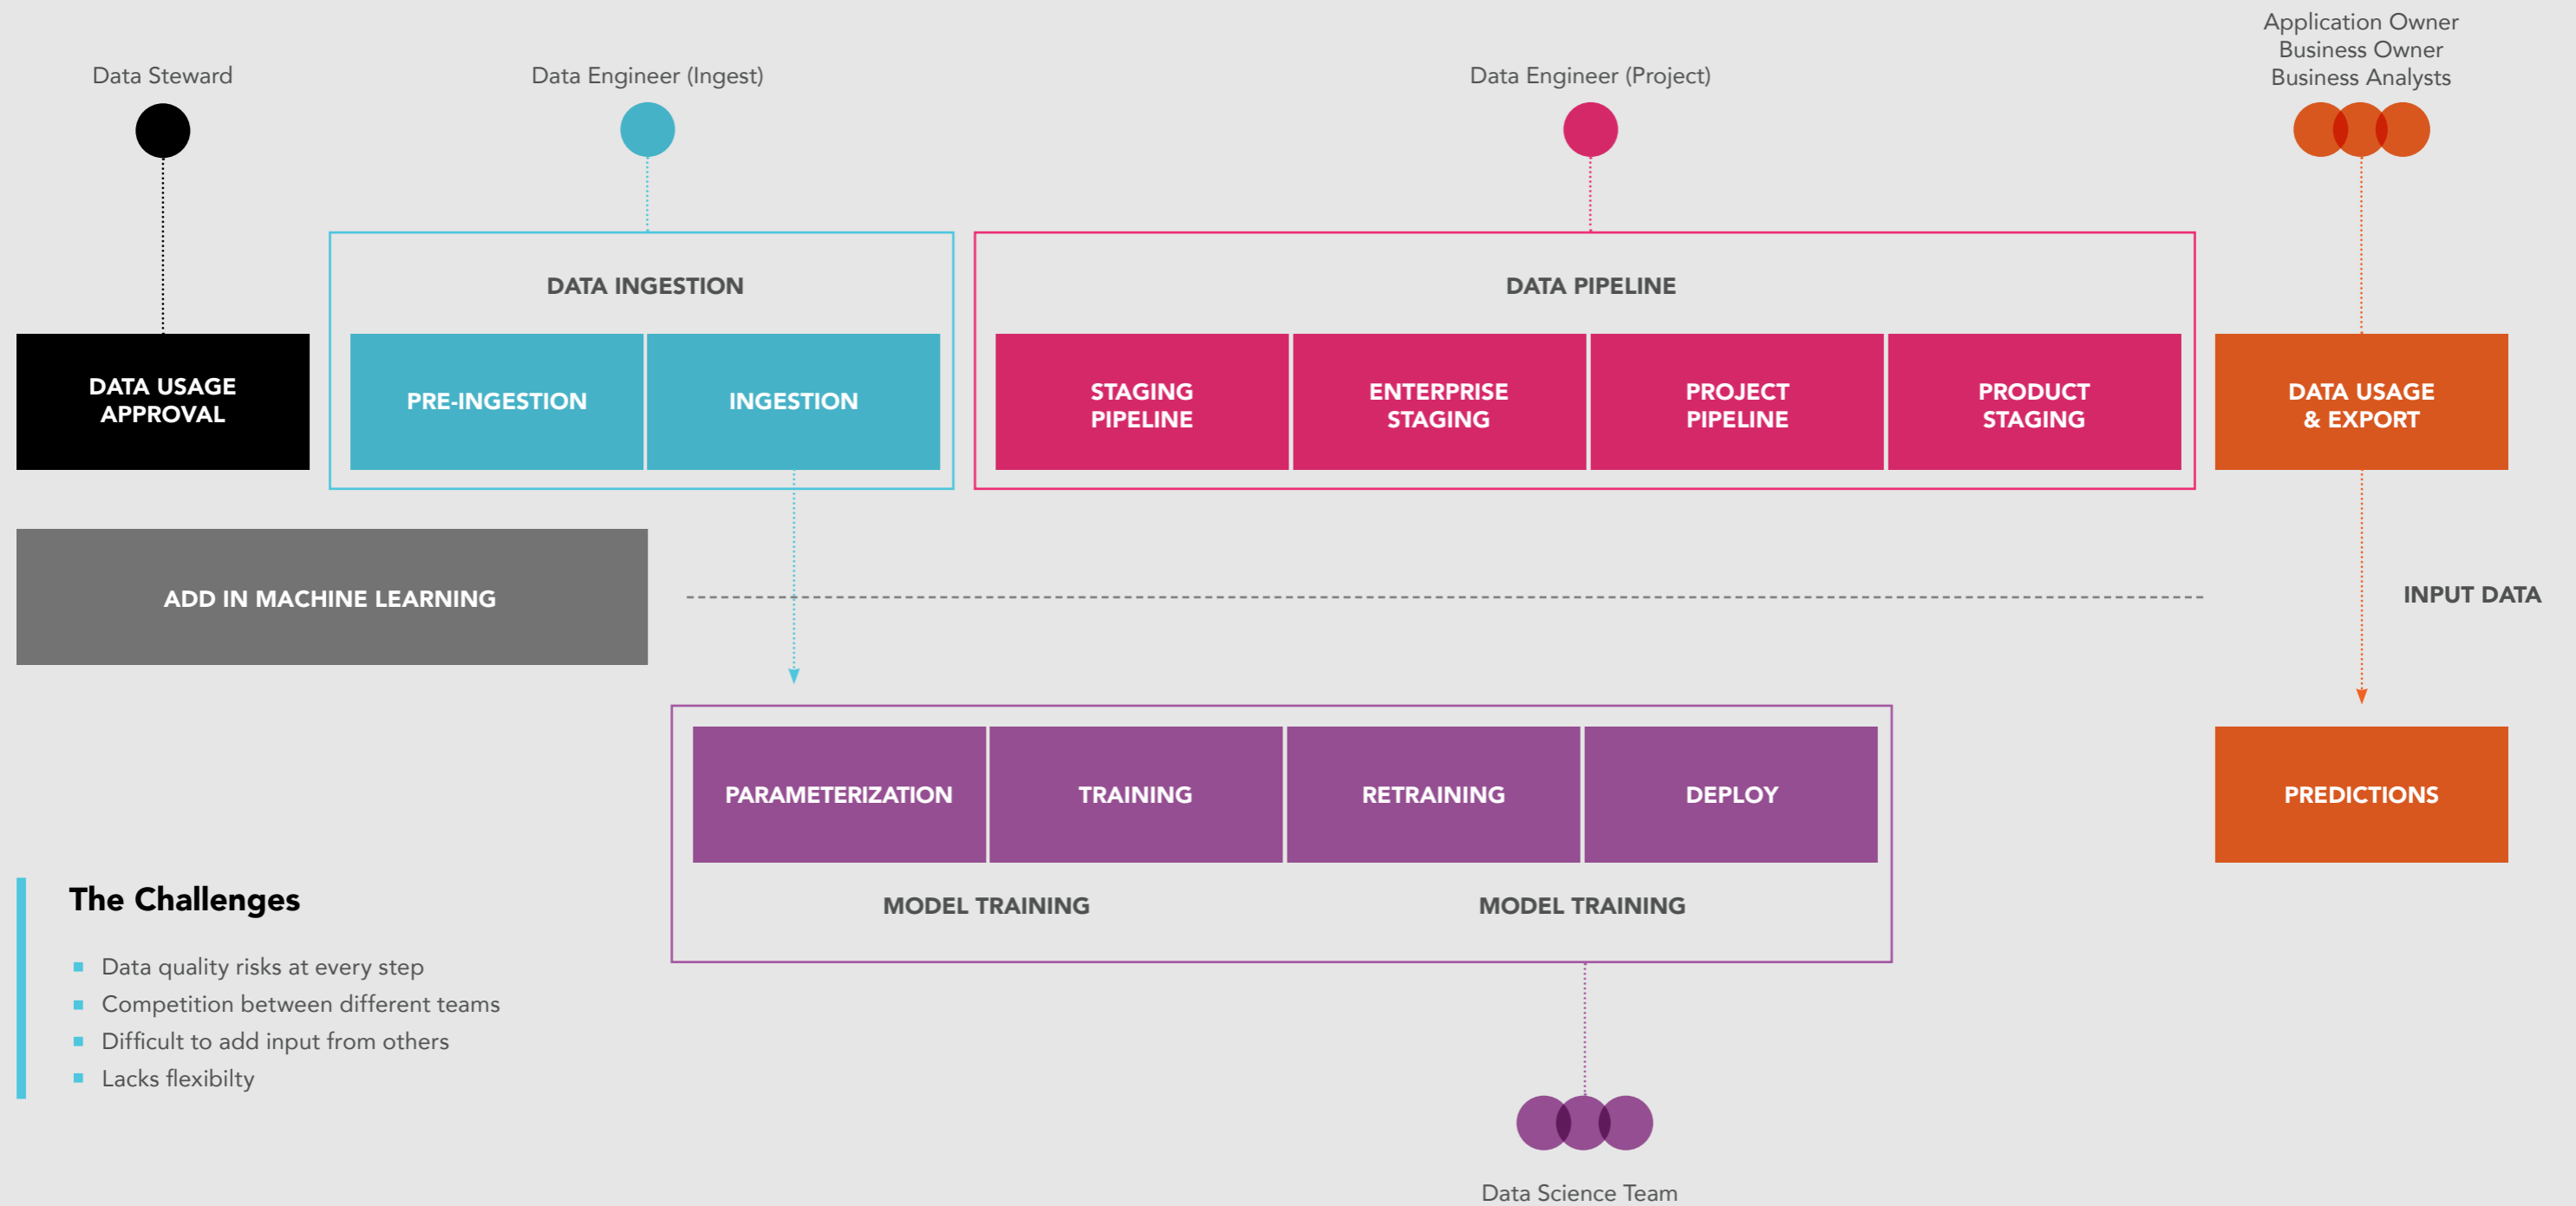 Application Owner
Business Owner
Business Analysts
Data Steward
Data Engineer (Ingest)
Data Engineer (Project)
DATA INGESTION
DATA PIPELINE
DATA USAGE
APPROVAL
PRE-INGESTION
INGESTION
STAGING
PIPELINE
ENTERPRISE
STAGING
PROJECT
PIPELINE
PRODUCT
STAGING
DATA USAGE
& EXPORT
ADD IN MACHINE LEARNING
INPUT DATA
PARAMETERIZATION
TRAINING
RETRAINING
DEPLOY
PREDICTIONS
MODEL TRAINING
MODEL TRAINING
The Challenges
Data quality risks at every step
Competition between different teams
Difficult to add input from others
Lacks flexibilty
Data Science Team